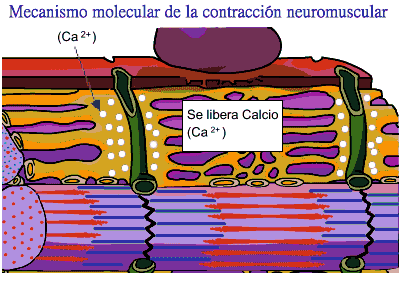 Mecanismo molecular de la contracción neuromuscular
(Ca 2+)
Se libera Calcio
(Ca 2+)